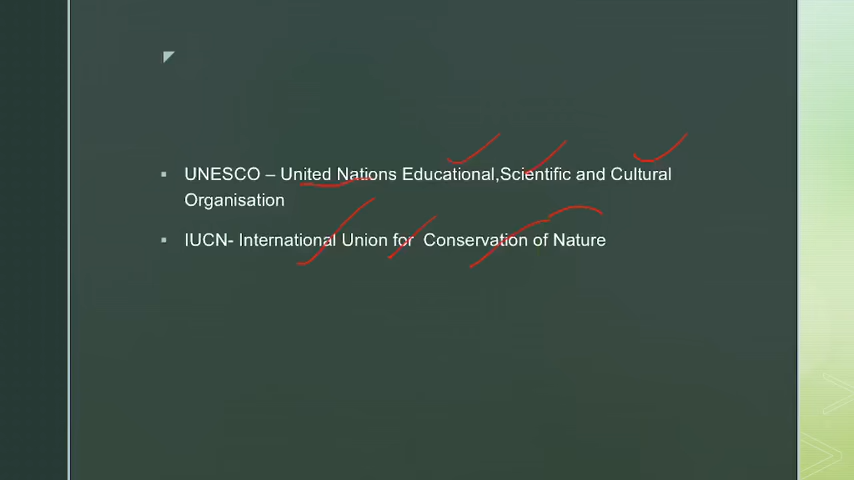 UNESCO – United Nations Educational,Scientific and Cultural
Organisation
IUCN- International Union for Conservation of Nature